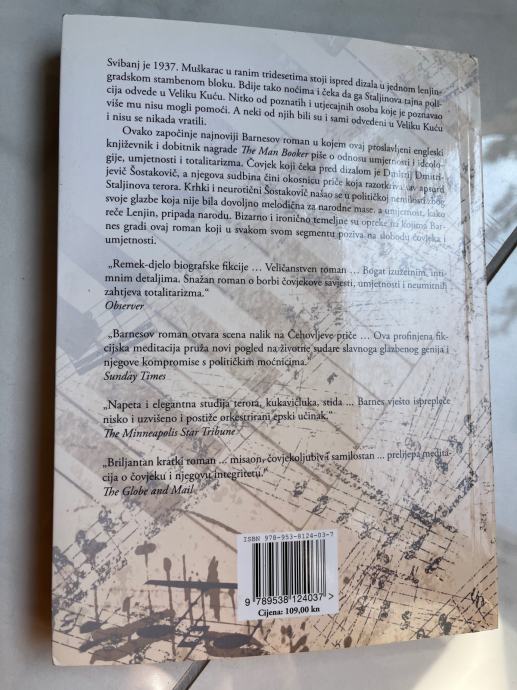 Svibanj je 1937. Muškarac u ranim tridesetima stoji ispred dizala u jednom lenjin-
gradskom stambenom bloku. Bdije tako noćima i čeka da ga Staljinova tajna poli-
cija odvede u Veliku Kuću. Nitko od poznatih i utjecajnih osoba koje je poznavao
više mu nisu mogli pomoći. A neki od njih bili su i sami odvedeni u Veliku Kuću
i nisu se nikada vratili.
Ovako započinje najnoviji Barnesov roman u kojem ovaj proslavljeni engleski
književnik i dobitnik nagrade The Man Booker piše o odnosu umjetnosti i ideolo-
gije, umjetnosti i totalitarizma. Čovjek koji čeka pred dizalom je Dmitrij Dmitri-
jevič Šostakovič, a njegova sudbina čini okosnicu priče koja razotkriva sav apsurd
Staljinova terora. Krhki i neurotični Šostakovič našao se u političkoj nemilosti zbog
svoje glazbe koja nije bila dovoljno melodična za narodne mase, a umjetnost, kako
reče Lenjin, pripada narodu. Bizarno i ironično temeljne su opreke na kojima Bar-
nes gradi ovaj roman koji u svakom svom segmentu poziva na slobodu čovjeka i
umjetnosti.
„Remek-djelo biografske fikcije ... Veličanstven roman ... Bogat izuzetnim, inti-
mnim detaljima. Snažan roman o borbi čovjekove savjesti, umjetnosti i neumitnih
zahtjeva totalitarizma.“
Observer
„Barnesov roman otvara scena nalik na Čehovljeve priče ... Ova profinjena fik-
cijska meditacija pruža novi pogled na životne sudare slavnoga glazbenog genija i
njegove kompromise s političkim moćnicima.“
Sunday Times
„Napeta i elegantna studija terora, kukavičluka, stida ... Barnes vješto isprepliće
nisko i uzvišeno i postiže orkestrirani epski učinak.“
The Minneapolis Star Tribune
„Briljantan kratki roman ... misaon, čovjekoljubiv i samilostan ... prelijepa medita-
cija o čovjeku i njegovu integritetu.“
The Globe and Mail
ISBN 978-953-8124-03-7
9 789538 124037 >
Cijena: 109,00 kn